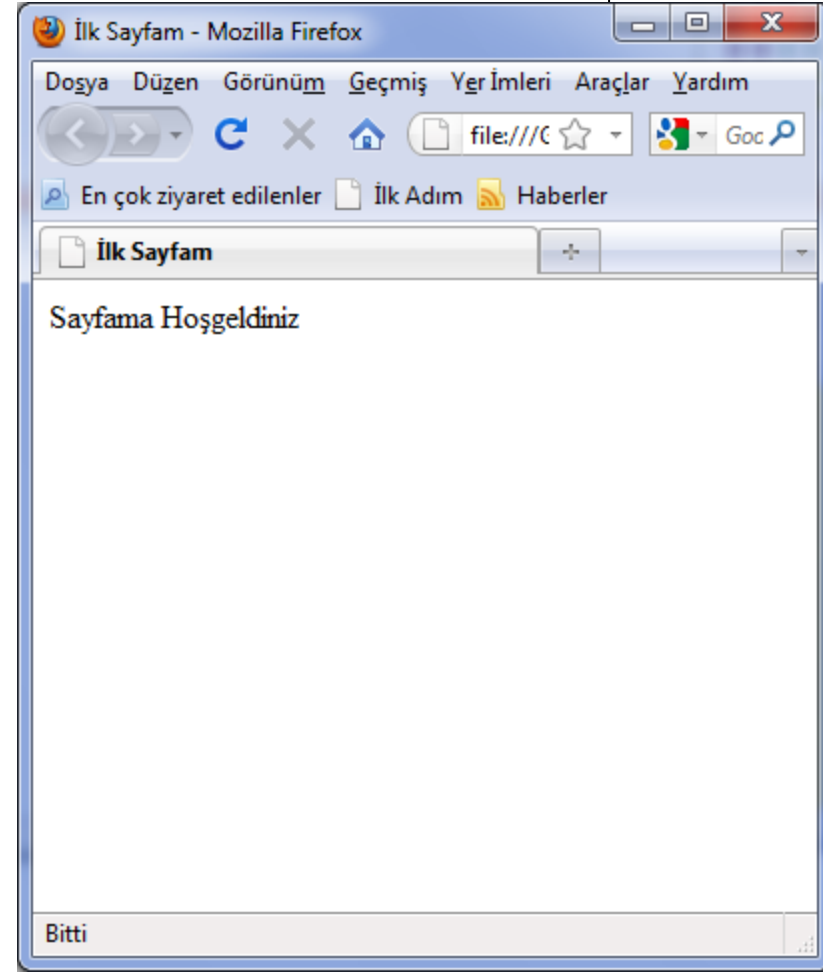 İlk Sayfam - Mozilla Firefox
Dosya Düzen Görünüm Geçmiş Yer İmleri Araçlar Yardım
file:///C Goc
En çok ziyaret edilenler İlk Adım Haberler
İlk Sayfam
Sayfama Hoşgeldiniz
Bitti